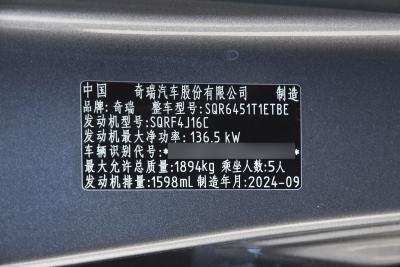 中国 奇瑞汽车股份有限公司 制造
品牌: 奇瑞 整车型号: SQR6451T1ETBE
发动机型号: SQRF4J16C
发动机最大净功率: 136.5 kW
车辆识别代号: * *
最大允许总质量: 1894kg 乘坐人数: 5人
发动机排量: 1598mL 制造年月: 2024-09